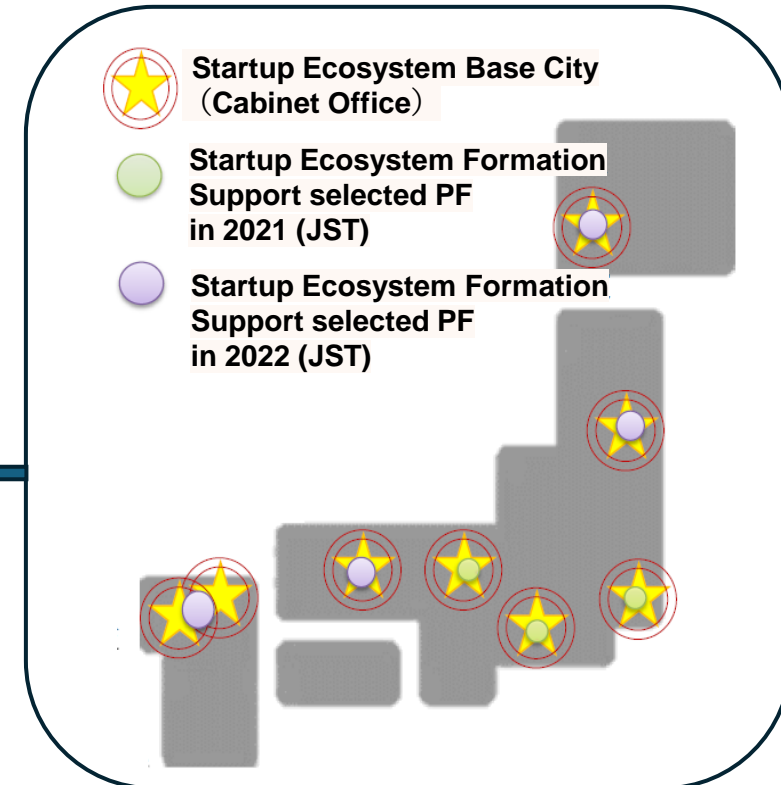 Startup Ecosystem Base City
（Cabinet Office）
Startup Ecosystem Formation
Support selected PF
in 2021 (JST)
Startup Ecosystem Formation
Support selected PF
in 2022 (JST)